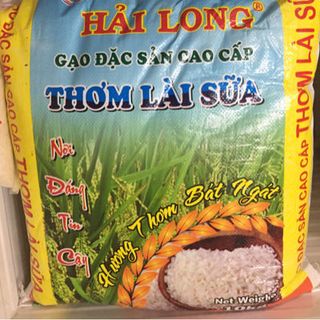 HẢI LONG®
GẠO ĐẶC SẢN CAO CẤP
THƠM LÀI SỮA
Nơi
Đáng
Tin
Cậy
Hương Thơm Bát Ngát
Net Weight
ĐẶC SẢN CAO CẤP THƠM LÀI SỮA
ĐẶC SẢN CAO CẤP THƠM LÀI SỮA